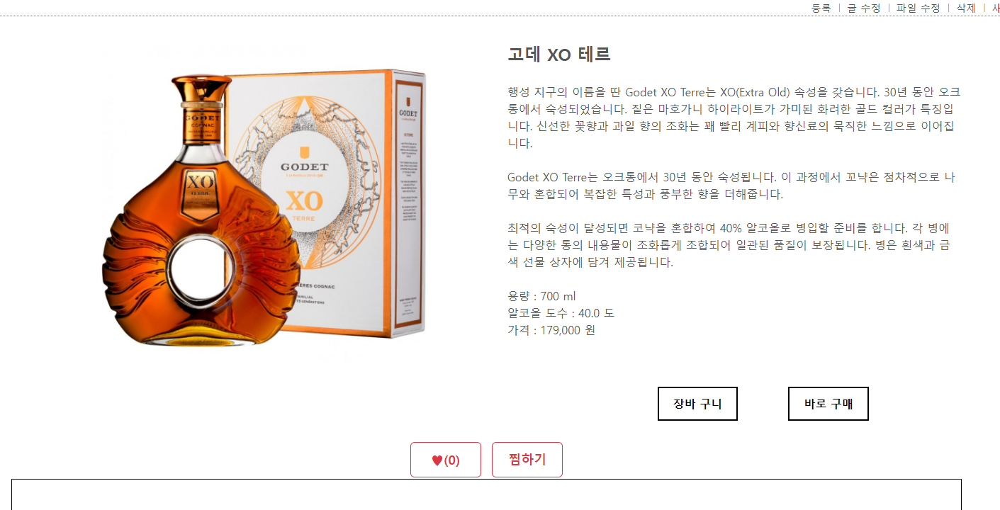 등록 | 글 수정 | 파일 수정 | 삭제 |
고데 XO 테르
행성 지구의 이름을 딴 Godet XO Terre는 XO(Extra Old) 속성을 갖습니다. 30년 동안 오크
통에서 숙성되었습니다. 짙은 마호가니 하이라이트가 가미된 화려한 골드 컬러가 특징입
니다. 신선한 꽃향과 과일 향의 조화는 꽤 빨리 계피와 향신료의 묵직한 느낌으로 이어집
니다.
Godet XO Terre는 오크통에서 30년 동안 숙성됩니다. 이 과정에서 꼬냑은 점차적으로 나
무와 혼합되어 복잡한 특성과 풍부한 향을 더해줍니다.
최적의 숙성이 달성되면 코냑을 혼합하여 40% 알코올로 병입할 준비를 합니다. 각 병에
는 다양한 통의 내용물이 조화롭게 조합되어 일관된 품질이 보장됩니다. 병은 흰색과 금
색 선물 상자에 담겨 제공됩니다.
용량 : 700 ml
알코올 도수 : 40.0 도
가격 : 179,000 원
GODET
COGNAC
XO
TERRE
GODET
XO
TERRE
GODET
장바 구니
바로 구매
♥(0)
찜하기